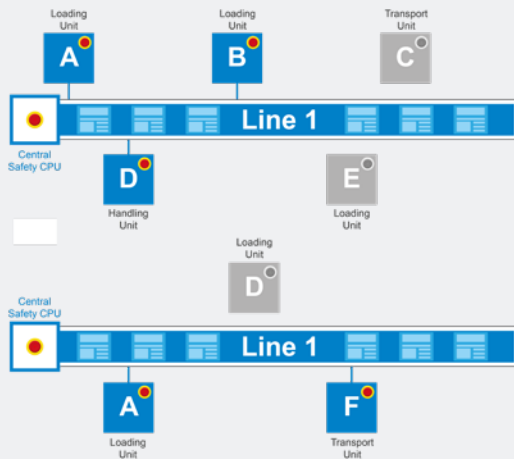 Loading
Unit
Loading
Unit
Transport
Unit
A
B
C
Line 1
Central
Safety CPU
D
E
Handling
Unit
Loading
Unit
Loading
Unit
D
Central
Safety CPU
Line 1
A
F
Loading
Unit
Transport
Unit